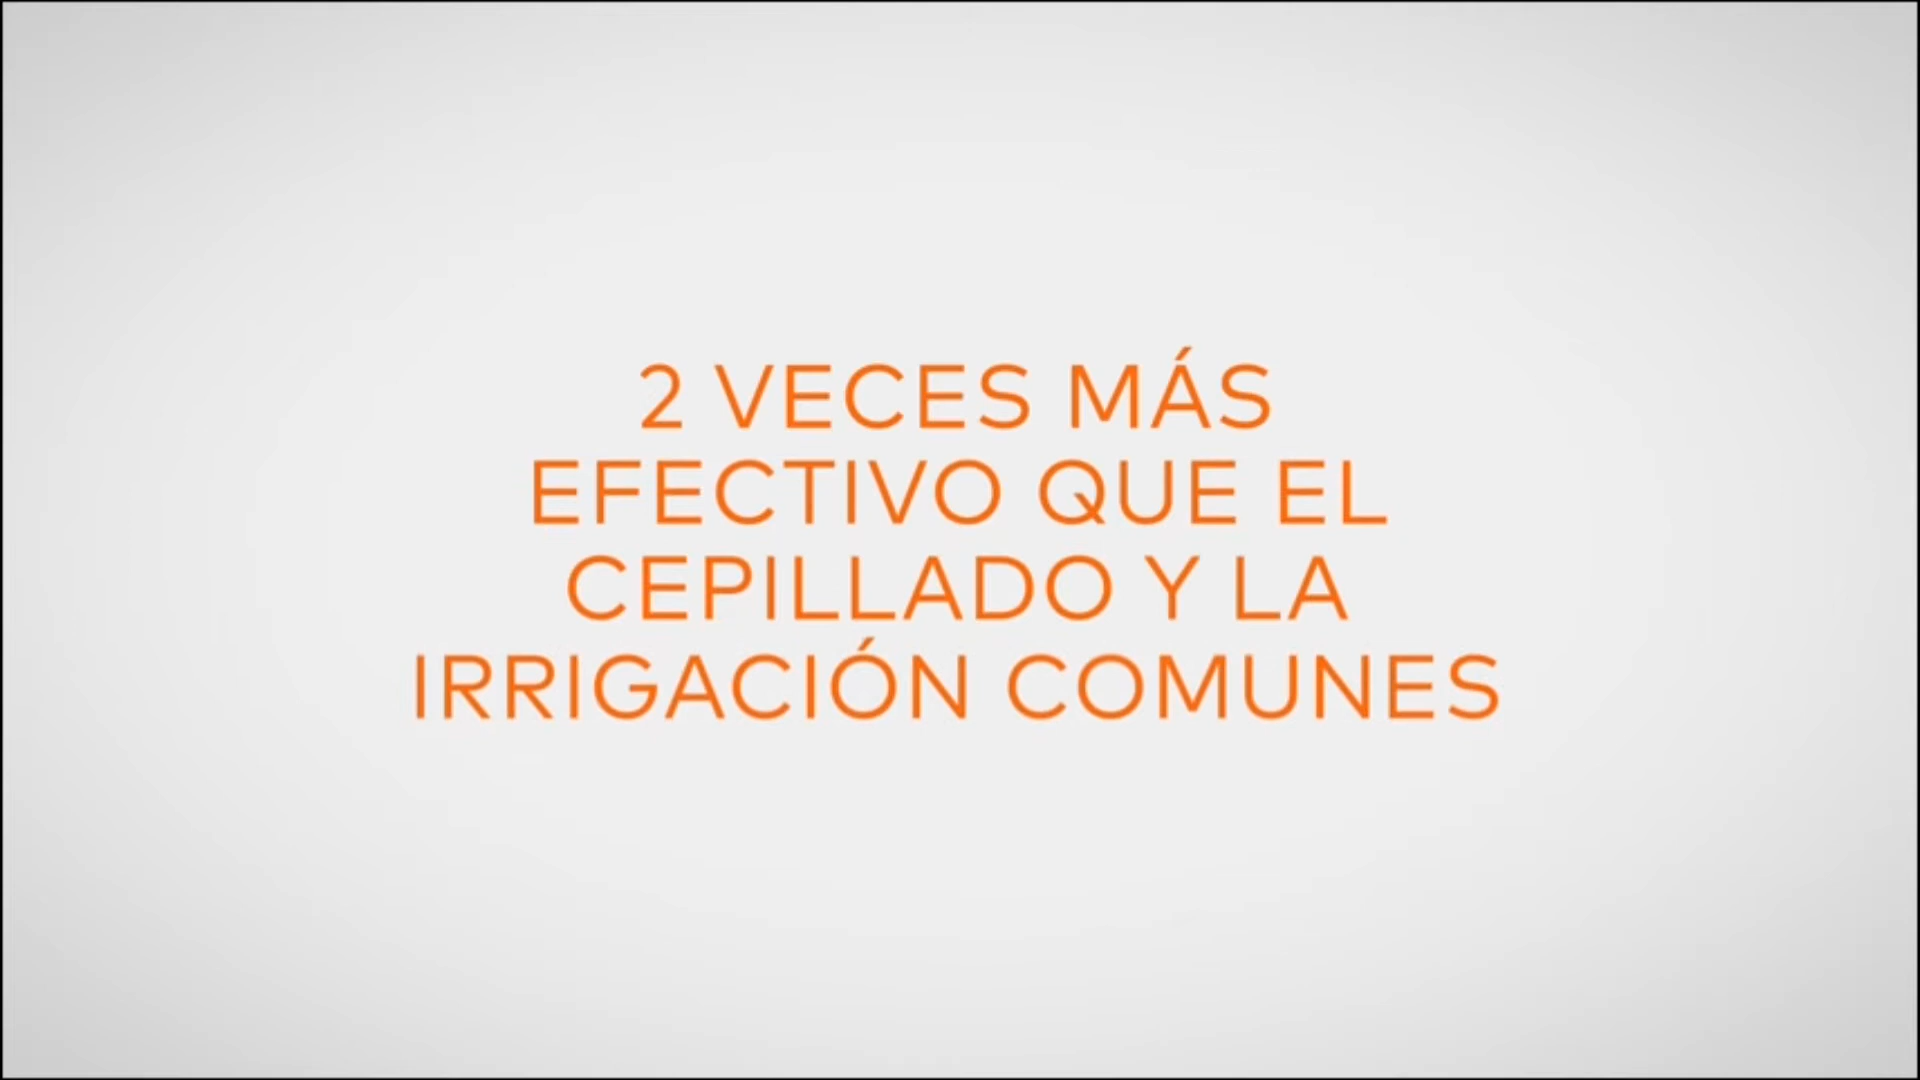 2 VECES MÁS
EFECTIVO QUE EL
CEPILLADO Y LA
IRRIGACIÓN COMUNES